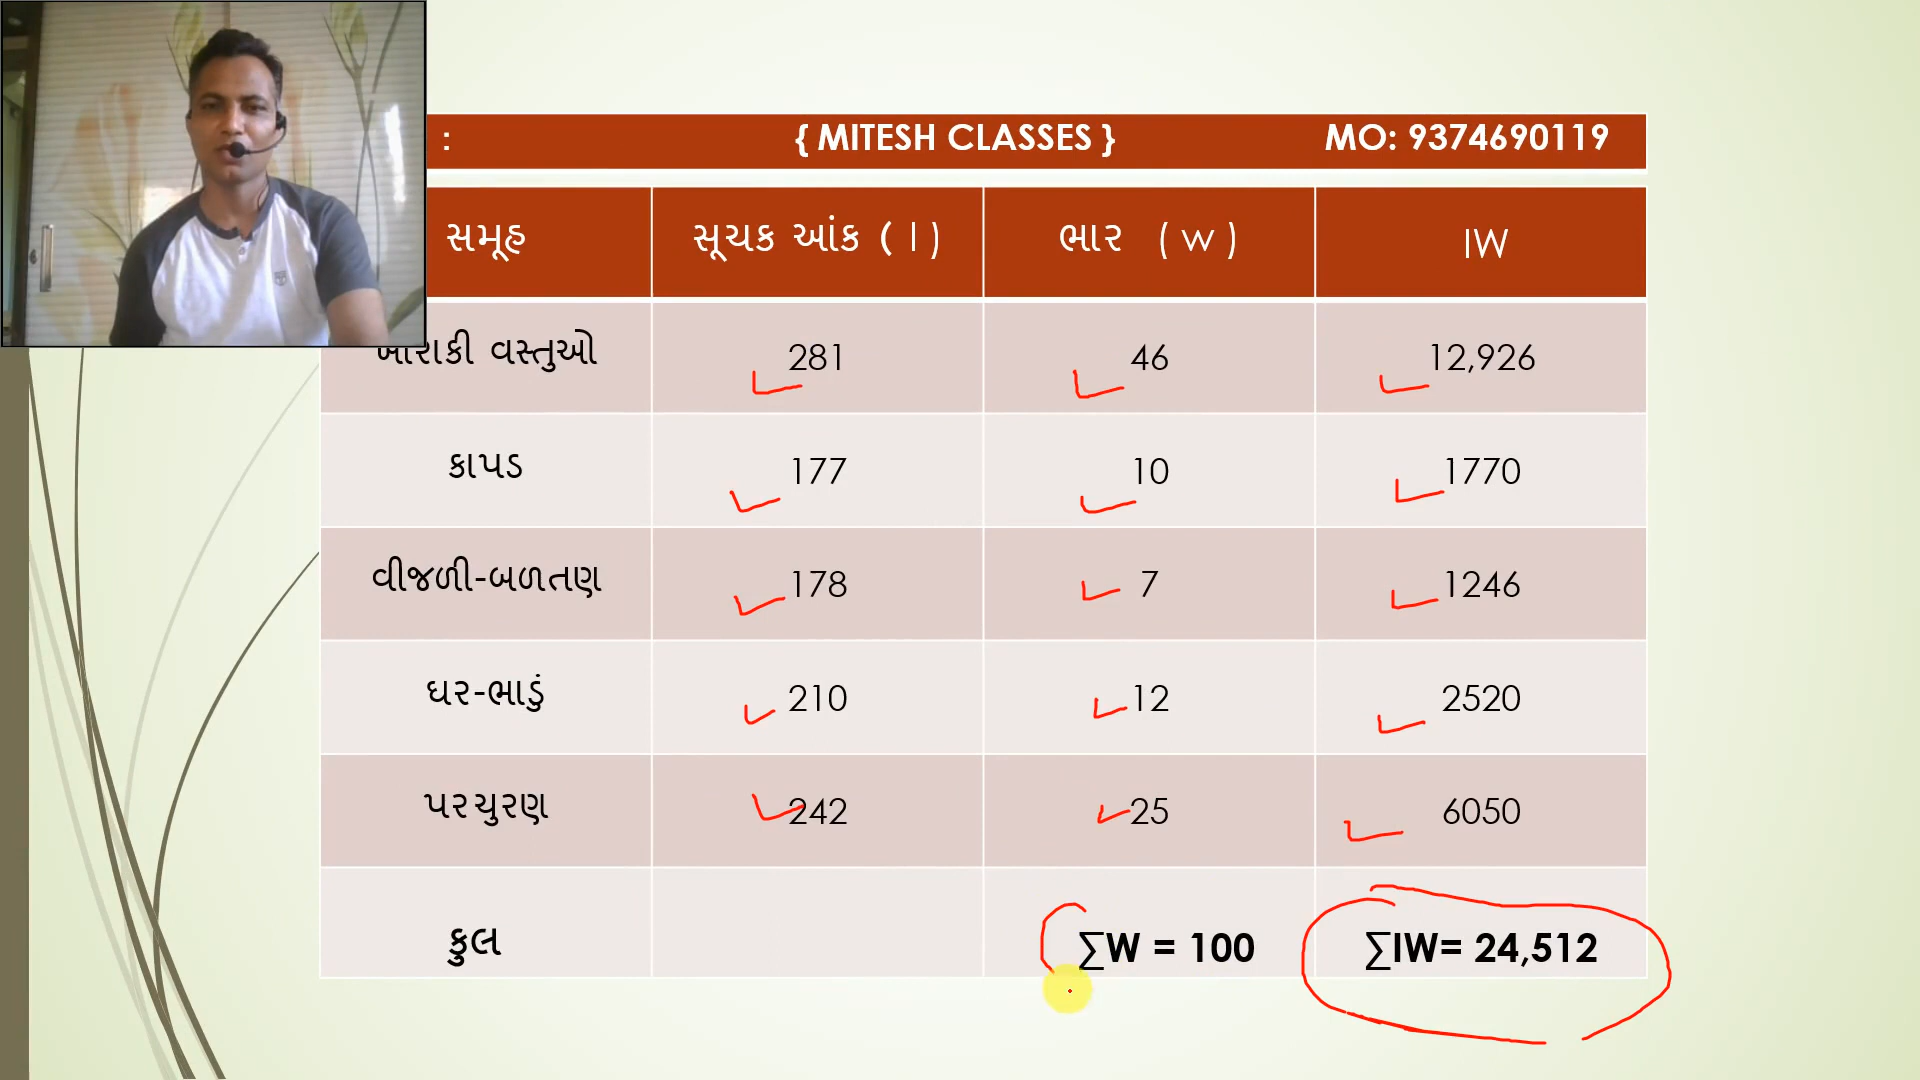 : { MITESH CLASSES } MO: 9374690119
સમૂહ સૂચક આંક ( I ) ભાર ( w ) IW
ખોરાકી વસ્તુઓ 281 46 12,926
કાપડ 177 10 1770
વીજળી-બળતણ 178 7 1246
ઘર-ભાડું 210 12 2520
પરચુરણ 242 25 6050
કુલ ∑W = 100 ∑IW= 24,512